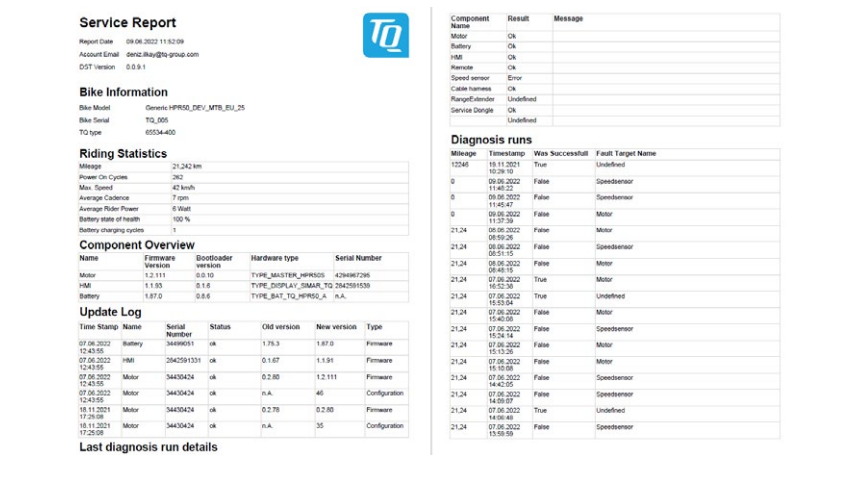 Service Report
TQ
Report Date 09.06.2022 11:52:09
Account Email deniz.ilkay@tq-group.com
DST Version 0.0.9.1
Bike Information
Bike Model Generic HPR50_DEV_MTB_EU_25
Bike Serial TQ_005
TQ type 65534-400
Riding Statistics
Mileage 21,242 km
Power On Cycles 262
Max. Speed 42 km/h
Average Cadence 7 rpm
Average Rider Power 6 Watt
Battery state of health 100 %
Battery charging cycles 1
Component Overview
Name Firmware Version Bootloader version Hardware type Serial Number
Motor 1.2.111 0.0.10 TYPE_MASTER_HPR50S 4294967295
HMI 1.1.93 0.1.6 TYPE_DISPLAY_SIMAR_TQ 2842591539
Battery 1.87.0 0.8.6 TYPE_BAT_TQ_HPR50_A n.A.
Update Log
Time Stamp Name Serial Number Status Old version New version Type
07.06.2022 12:43:55 Battery 34499051 ok 1.75.3 1.87.0 Firmware
07.06.2022 12:43:55 HMI 2842591331 ok 0.1.67 1.1.91 Firmware
07.06.2022 12:43:55 Motor 34430424 ok 0.2.80 1.2.111 Firmware
07.06.2022 12:43:55 Motor 34430424 ok n.A. 46 Configuration
18.11.2021 17:25:08 Motor 34430424 ok 0.2.78 0.2.80 Firmware
18.11.2021 17:25:08 Motor 34430424 ok n.A. 35 Configuration
Last diagnosis run details
Component Name Result Message
Motor Ok
Battery Ok
HMI Ok
Remote Ok
Speed sensor Error
Cable harness Ok
RangeExtender Undefined
Service Dongle Ok
Undefined
Diagnosis runs
Mileage Timestamp Was Successfull Fault Target Name
12246 19.11.2021 10:29:10 True Undefined
0 09.06.2022 11:48:22 False Speedsensor
0 09.06.2022 11:45:47 False Speedsensor
0 09.06.2022 11:37:39 False Motor
21,24 08.06.2022 08:59:26 False Motor
21,24 08.06.2022 08:51:15 False Speedsensor
21,24 08.06.2022 08:48:15 False Motor
21,24 07.06.2022 16:52:38 True Motor
21,24 07.06.2022 15:53:04 True Undefined
21,24 07.06.2022 15:40:08 False Motor
21,24 07.06.2022 15:24:14 False Speedsensor
21,24 07.06.2022 15:13:26 False Motor
21,24 07.06.2022 15:10:08 False Motor
21,24 07.06.2022 14:42:05 False Speedsensor
21,24 07.06.2022 14:09:07 False Speedsensor
21,24 07.06.2022 14:06:48 True Undefined
21,24 07.06.2022 13:59:59 False Speedsensor